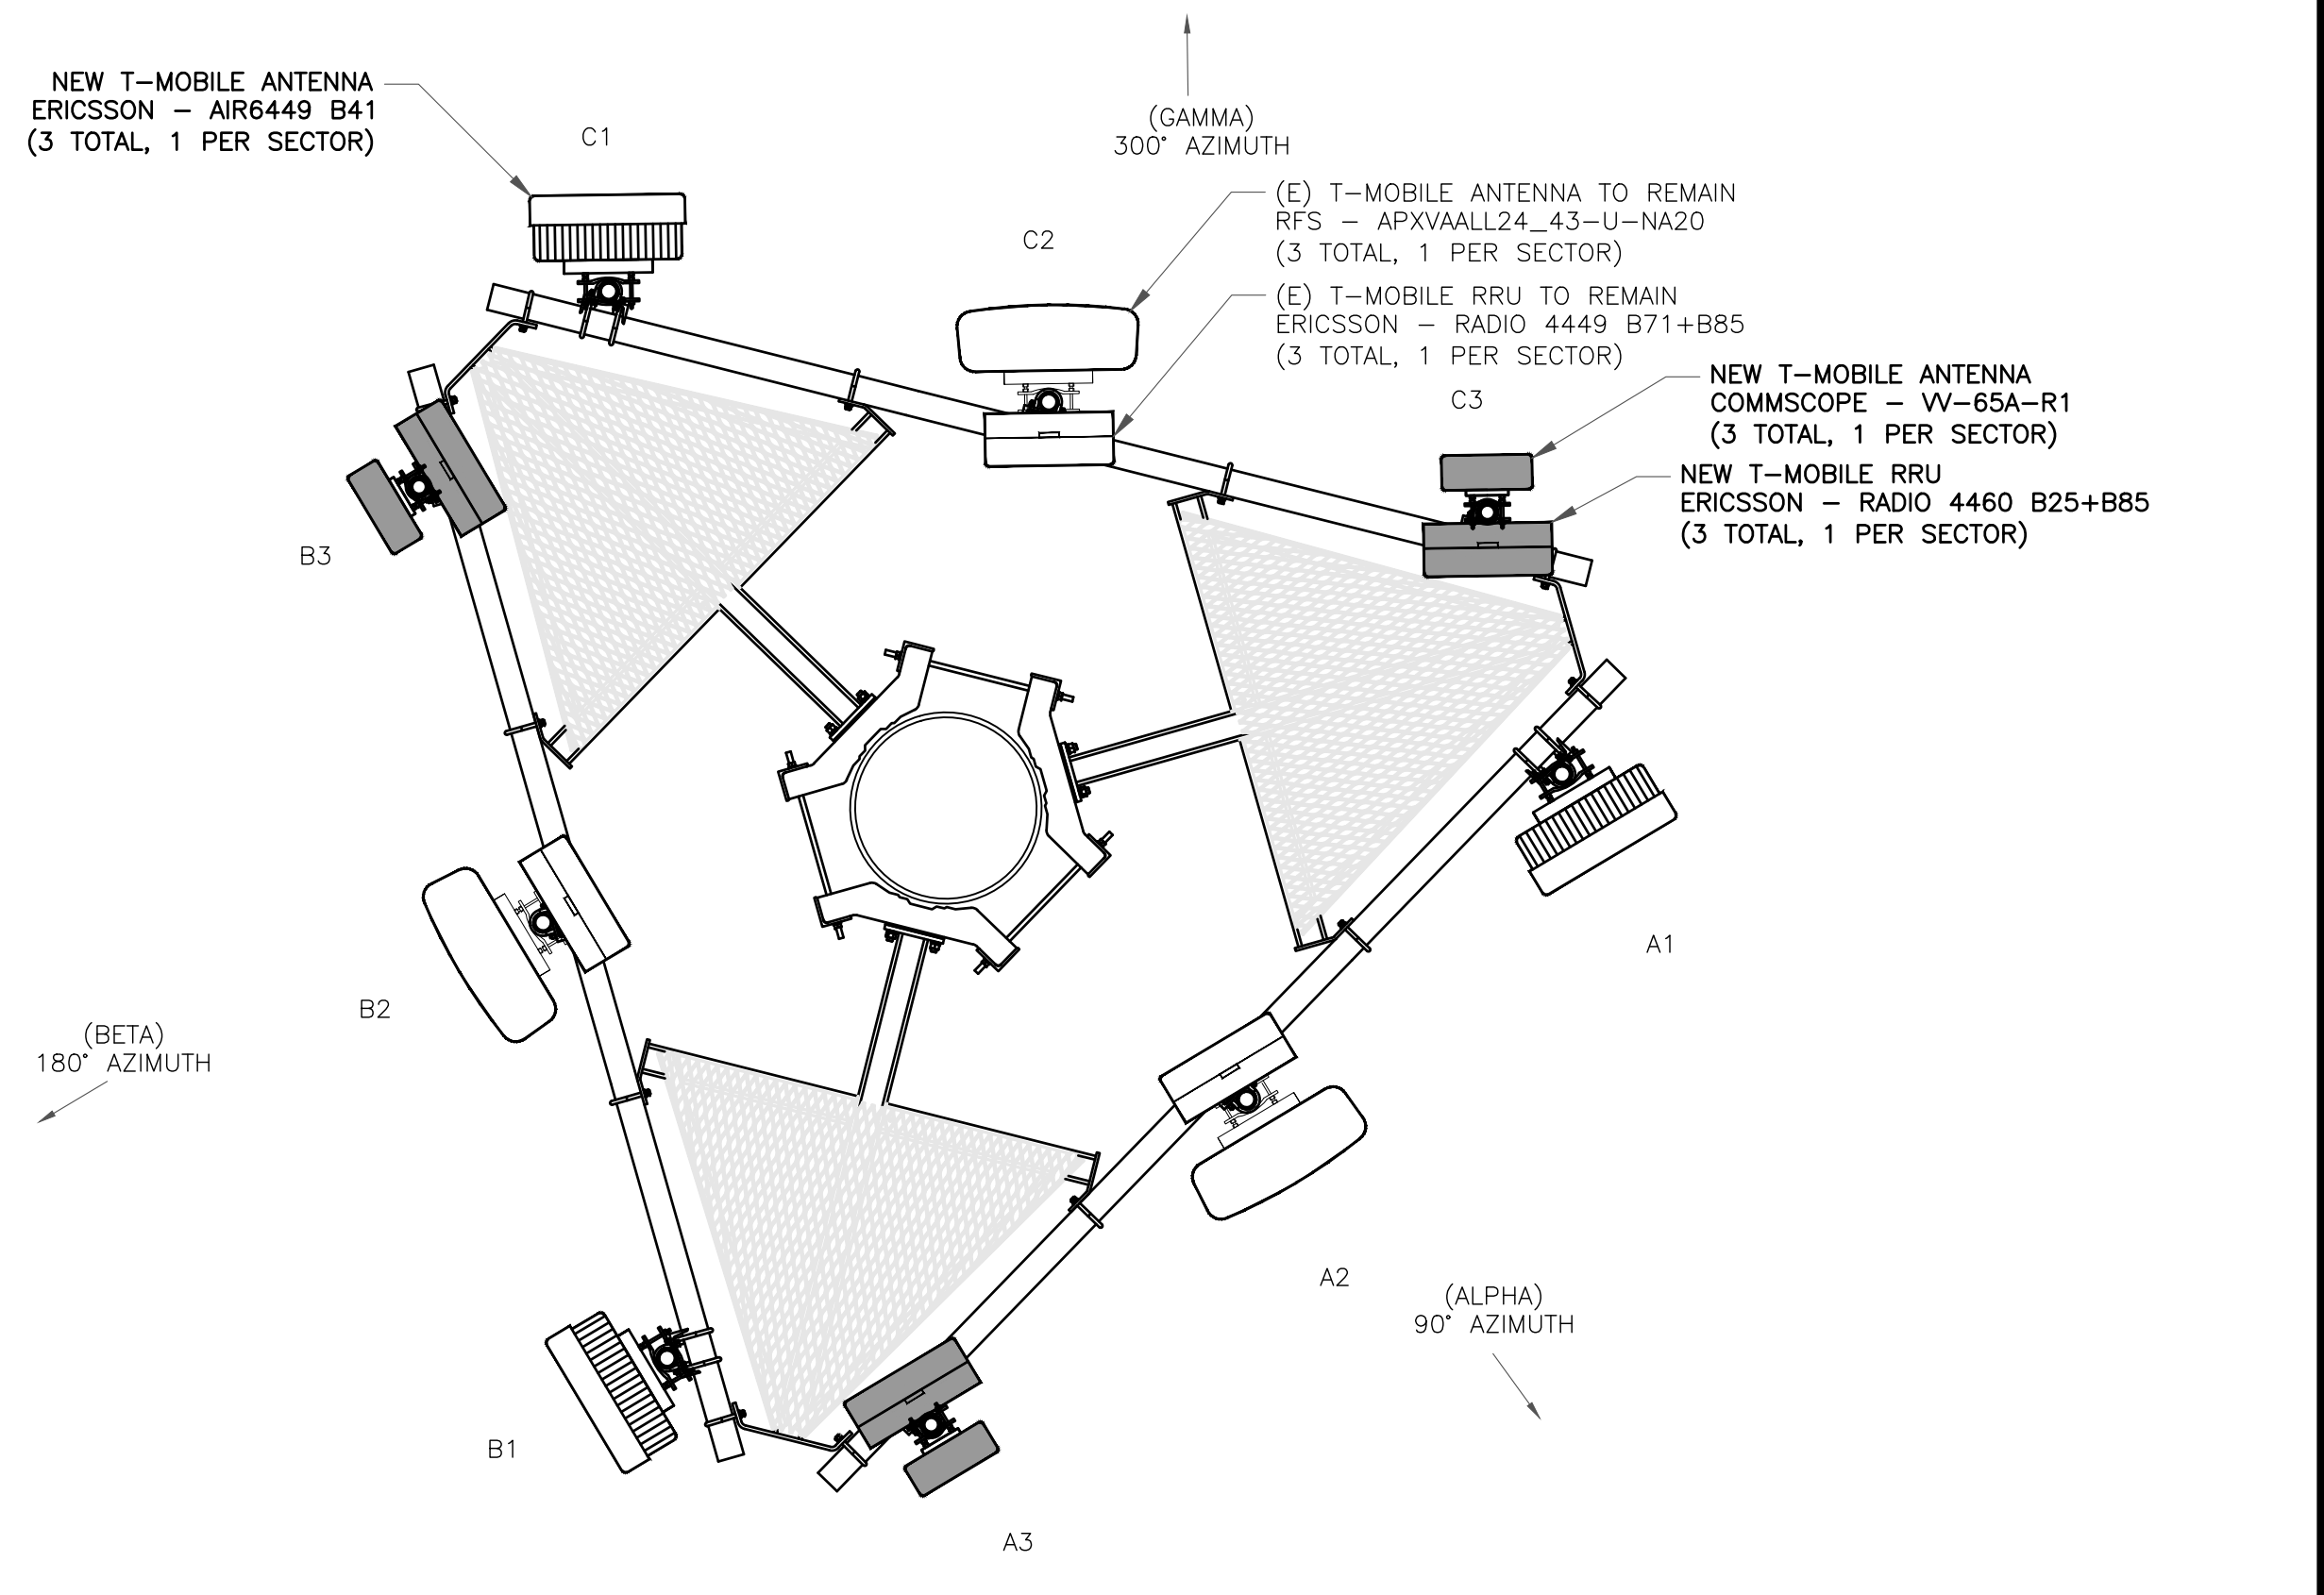 NEW T-MOBILE ANTENNA
ERICSSON - AIR6449 B41
(3 TOTAL, 1 PER SECTOR)
C1
(GAMMA)
300° AZIMUTH
C2
(E) T-MOBILE ANTENNA TO REMAIN
RFS - APXVAALL24_43-U-NA20
(3 TOTAL, 1 PER SECTOR)
(E) T-MOBILE RRU TO REMAIN
ERICSSON - RADIO 4449 B71+B85
(3 TOTAL, 1 PER SECTOR)
C3
NEW T-MOBILE ANTENNA
COMMSCOPE - VV-65A-R1
(3 TOTAL, 1 PER SECTOR)
NEW T-MOBILE RRU
ERICSSON - RADIO 4460 B25+B85
(3 TOTAL, 1 PER SECTOR)
B3
A1
B2
(BETA)
180° AZIMUTH
A2
(ALPHA)
90° AZIMUTH
B1
A3